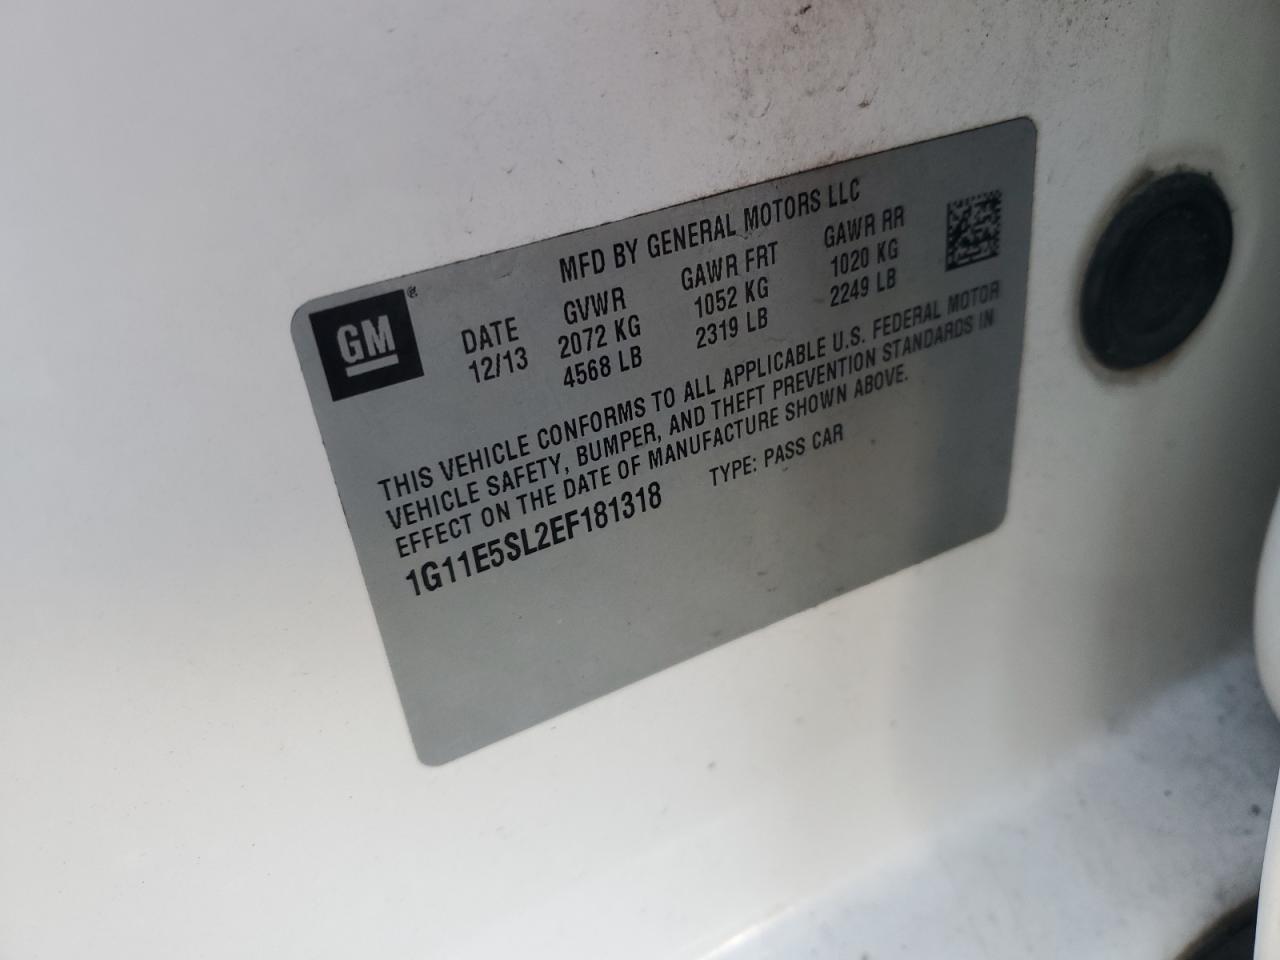 MFD BY GENERAL MOTORS LLC
GM®
DATE GVWR GAWR FRT GAWR RR
12/13 2072 KG 1052 KG 1020 KG
4568 LB 2319 LB 2249 LB
THIS VEHICLE CONFORMS TO ALL APPLICABLE U.S. FEDERAL MOTOR
VEHICLE SAFETY, BUMPER, AND THEFT PREVENTION STANDARDS IN
EFFECT ON THE DATE OF MANUFACTURE SHOWN ABOVE.
1G11E5SL2EF181318 TYPE: PASS CAR